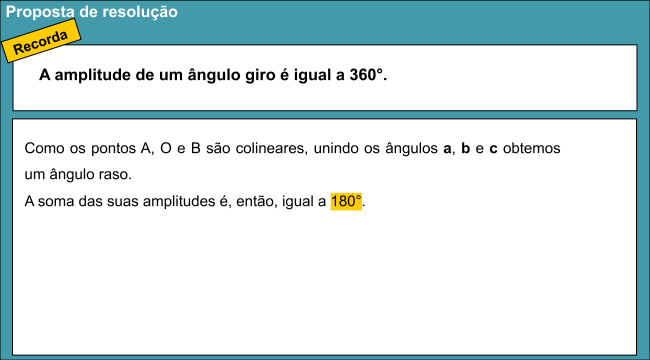 Proposta de resolução
Recorda
A amplitude de um ângulo giro é igual a 360°.
Como os pontos A, O e B são colineares, unindo os ângulos a, b e c obtemos
um ângulo raso.
A soma das suas amplitudes é, então, igual a 180°.